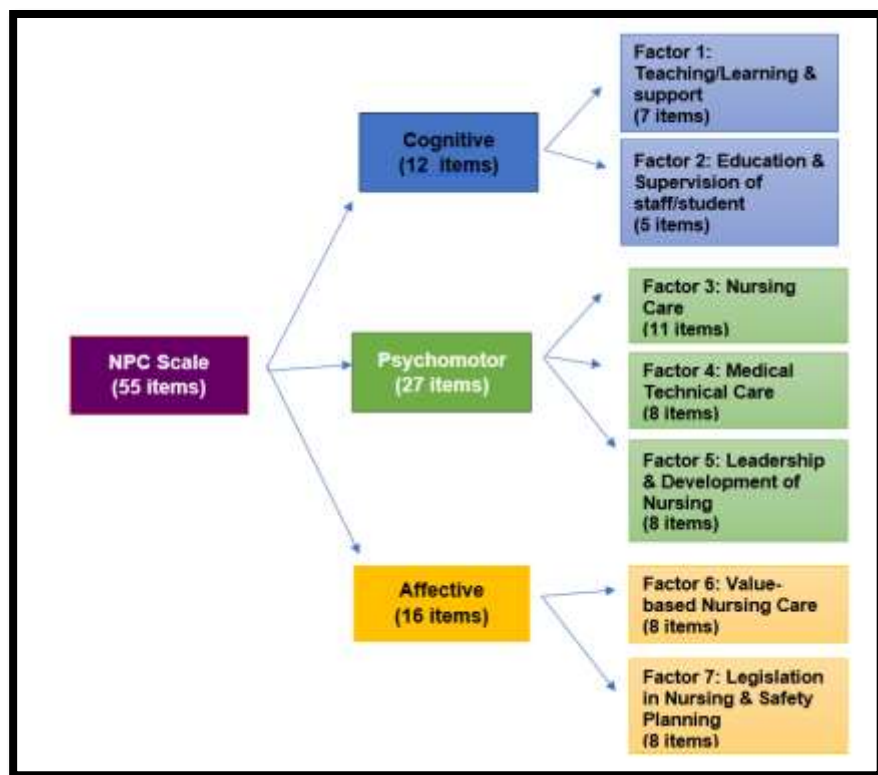 NPC Scale
(55 items)
Cognitive
(12 items)
Psychomotor
(27 items)
Affective
(16 items)
Factor 1:
Teaching/Learning &
support
(7 items)
Factor 2: Education &
Supervision of
staff/student
(5 items)
Factor 3: Nursing
Care
(11 items)
Factor 4: Medical
Technical Care
(8 items)
Factor 5: Leadership
& Development of
Nursing
(8 items)
Factor 6: Value-
based Nursing Care
(8 items)
Factor 7: Legislation
in Nursing & Safety
Planning
(8 items)